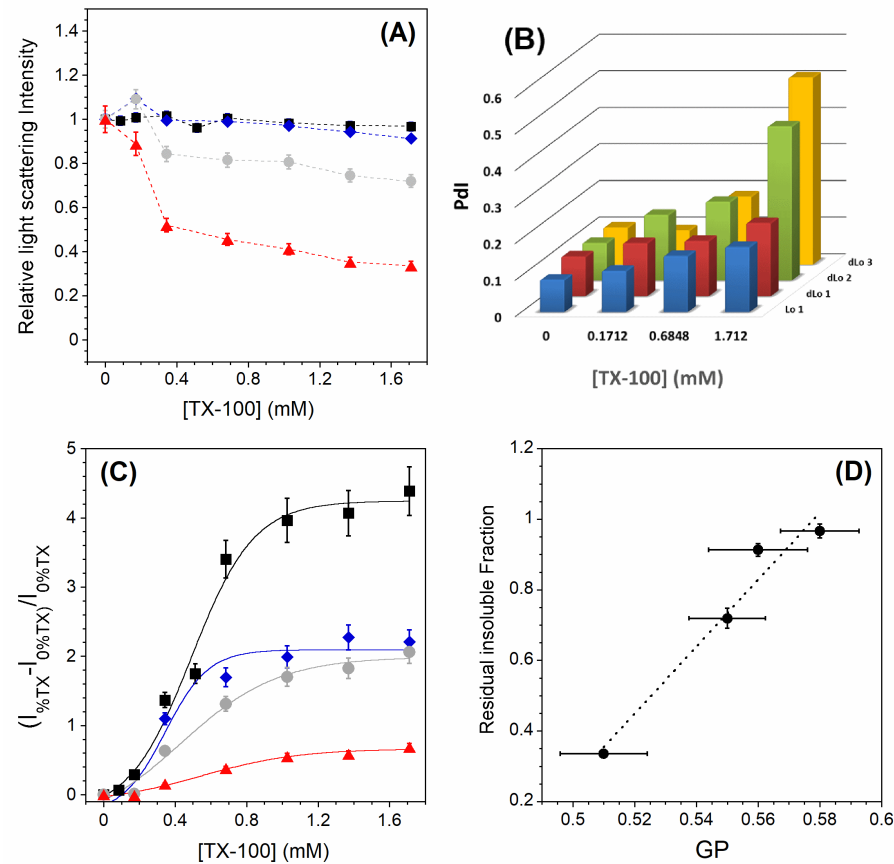 (A)
Relative light scattering Intensity
1.4
1.2
1
0.8
0.6
0.4
0.2
0
0 0.4 0.8 1.2 1.6
[TX-100] (mM)
(B)
PdI
0.6
0.5
0.4
0.3
0.2
0.1
0
0 0.1712 0.6848 1.712
dLo 3
dLo 2
dLo 1
Lo 1
[TX-100] (mM)
(C)
(I%TX-I0%TX)/I0%TX
5
4
3
2
1
0
0 0.4 0.8 1.2 1.6
[TX-100] (mM)
(D)
Residual insoluble Fraction
1.2
1
0.8
0.6
0.4
0.2
0.5 0.52 0.54 0.56 0.58 0.6
GP